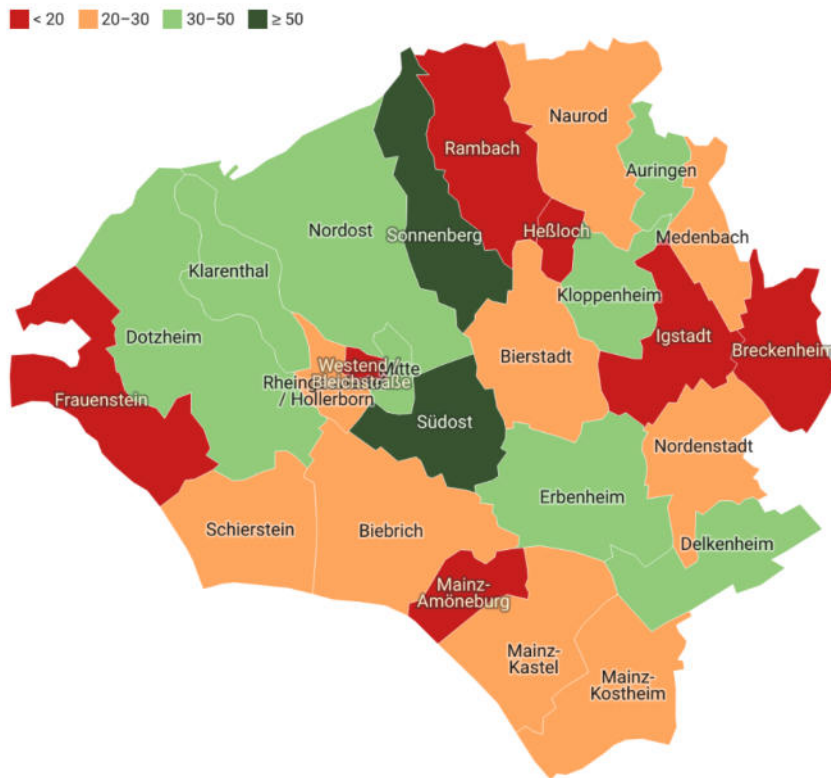 < 20 20–30 30–50 ≥ 50
Naurod
Rambach
Auringen
Nordost
Sonnenberg
Heßloch
Medenbach
Klarenthal
Kloppenheim
Dotzheim
Igstadt
Breckenheim
Bierstadt
Westend /
Bleichstraße
Mitte
/ Hollerborn
Frauenstein
Südost
Nordenstadt
Erbenheim
Schierstein
Biebrich
Delkenheim
Mainz-
Amöneburg
Mainz-
Kastel
Mainz-
Kostheim